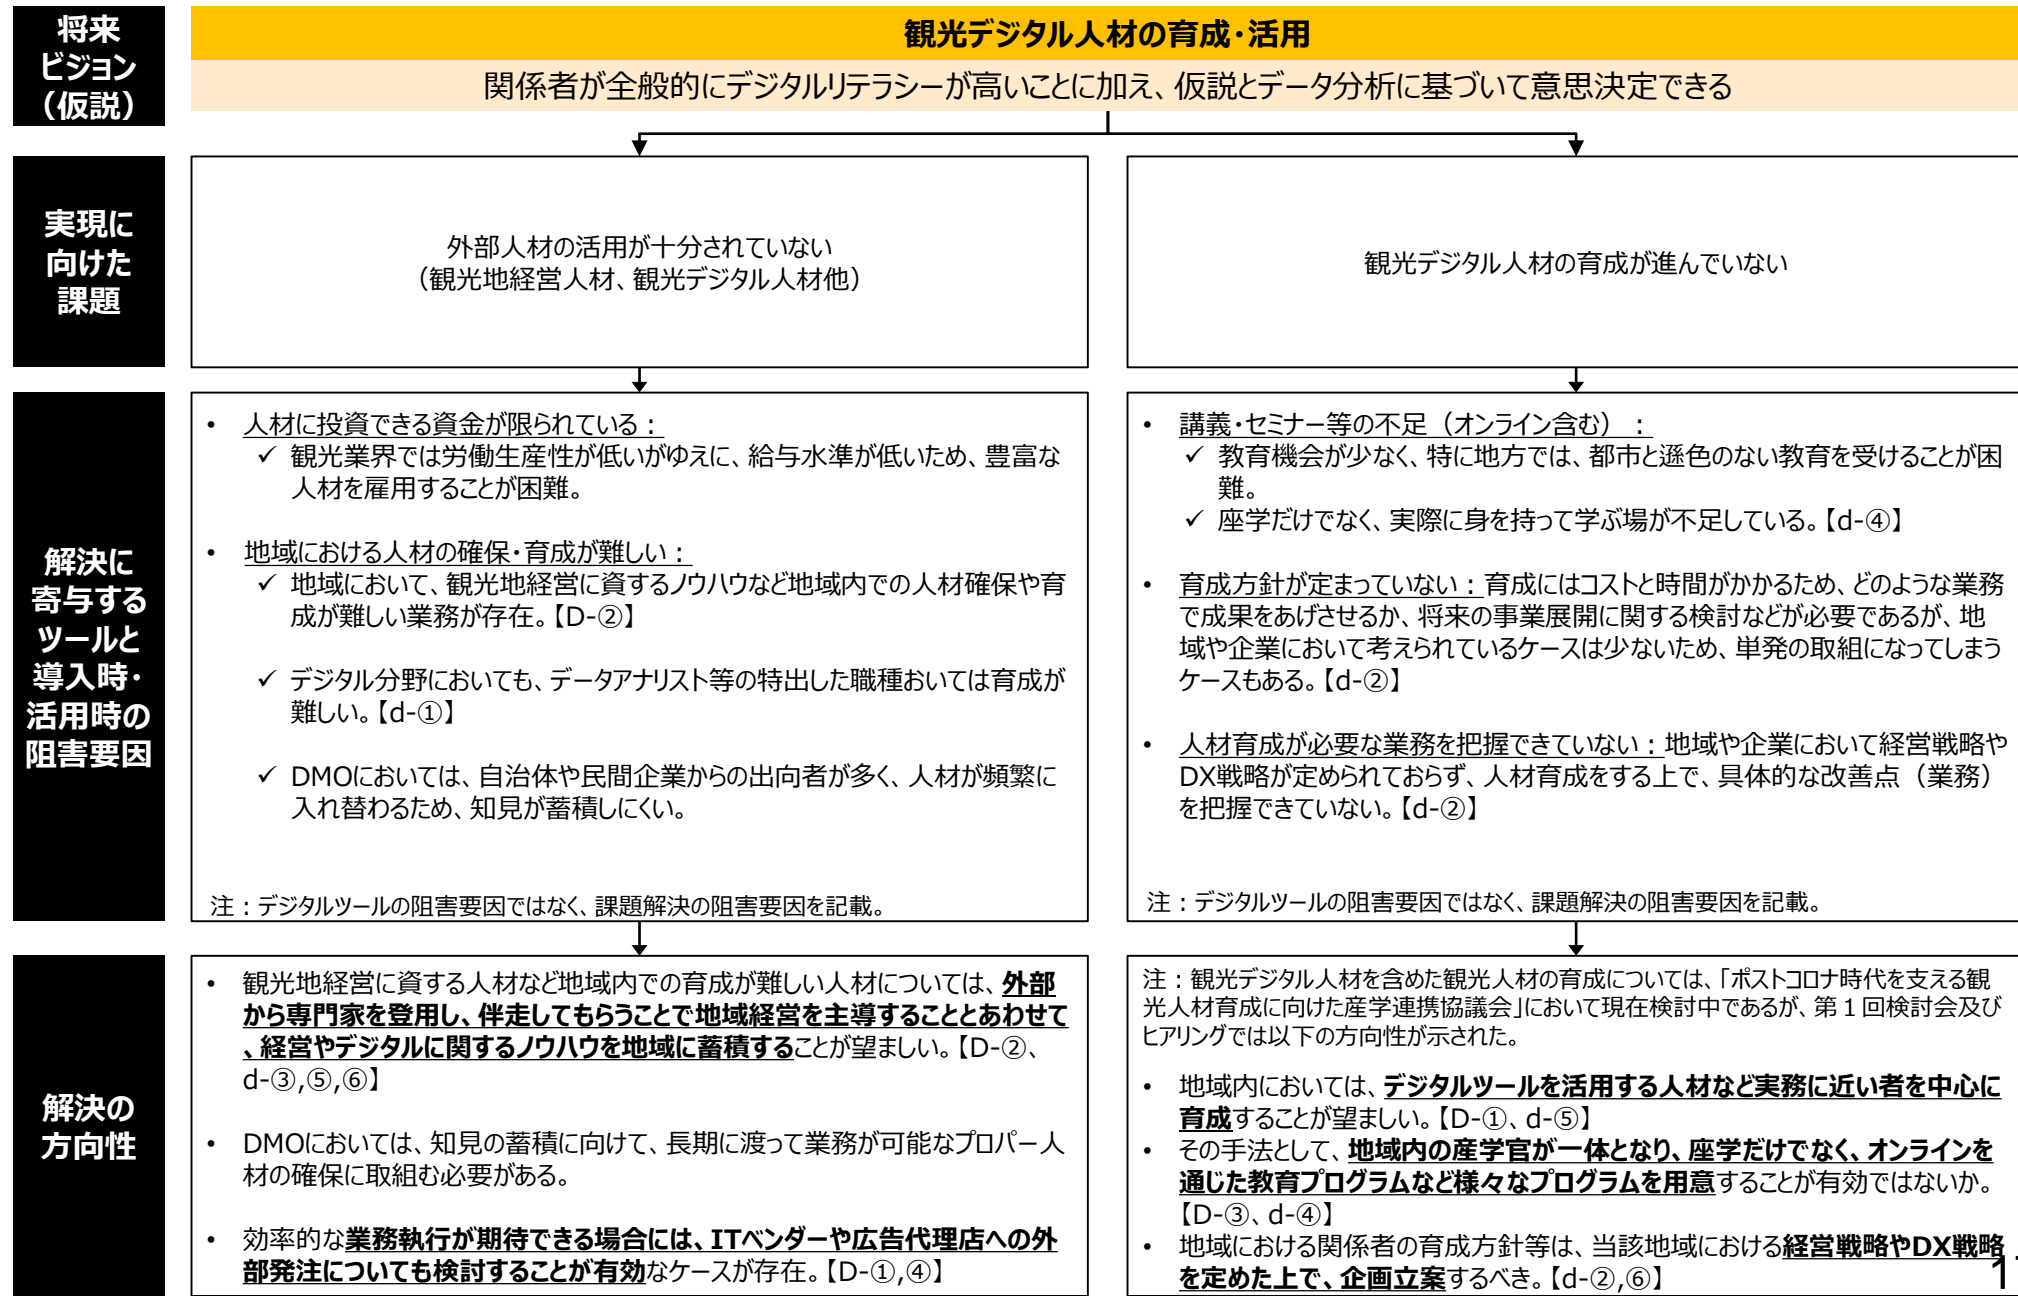 将来
ビジョン
（仮説）
観光デジタル人材の育成・活用
関係者が全般的にデジタルリテラシーが高いことに加え、仮説とデータ分析に基づいて意思決定できる
実現に
向けた
課題
外部人材の活用が十分されていない
（観光地経営人材、観光デジタル人材他）
観光デジタル人材の育成が進んでいない
解決に
寄与する
ツールと
導入時・
活用時の
阻害要因
• 人材に投資できる資金が限られている：
✓ 観光業界では労働生産性が低いがゆえに、給与水準が低いため、豊富な
人材を雇用することが困難。
• 地域における人材の確保・育成が難しい：
✓ 地域において、観光地経営に資するノウハウなど地域内での人材確保や育
成が難しい業務が存在。【D-②】
✓ デジタル分野においても、データアナリスト等の特出した職種おいては育成が
難しい。【d-①】
✓ DMOにおいては、自治体や民間企業からの出向者が多く、人材が頻繁に
入れ替わるため、知見が蓄積しにくい。
注：デジタルツールの阻害要因ではなく、課題解決の阻害要因を記載。
• 講義・セミナー等の不足（オンライン含む）：
✓ 教育機会が少なく、特に地方では、都市と遜色のない教育を受けることが困
難。
✓ 座学だけでなく、実際に身を持って学ぶ場が不足している。【d-④】
• 育成方針が定まっていない：育成にはコストと時間がかかるため、どのような業務
で成果をあげさせるか、将来の事業展開に関する検討などが必要であるが、地
域や企業において考えられているケースは少ないため、単発の取組になってしまう
ケースもある。【d-②】
• 人材育成が必要な業務を把握できていない：地域や企業において経営戦略や
DX戦略が定められておらず、人材育成をする上で、具体的な改善点（業務）
を把握できていない。【d-②】
注：デジタルツールの阻害要因ではなく、課題解決の阻害要因を記載。
解決の
方向性
• 観光地経営に資する人材など地域内での育成が難しい人材については、外部
から専門家を登用し、伴走してもらうことで地域経営を主導することとあわせて
、経営やデジタルに関するノウハウを地域に蓄積することが望ましい。【D-②、
d-③,⑤,⑥】
• DMOにおいては、知見の蓄積に向けて、長期に渡って業務が可能なプロパー人
材の確保に取組む必要がある。
• 効率的な業務執行が期待できる場合には、ITベンダーや広告代理店への外
部発注についても検討することが有効なケースが存在。【D-①,④】
注：観光デジタル人材を含めた観光人材の育成については、「ポストコロナ時代を支える観
光人材育成に向けた産学連携協議会」において現在検討中であるが、第１回検討会及び
ヒアリングでは以下の方向性が示された。
• 地域内においては、デジタルツールを活用する人材など実務に近い者を中心に
育成することが望ましい。【D-①、d-⑤】
• その手法として、地域内の産学官が一体となり、座学だけでなく、オンラインを
通じた教育プログラムなど様々なプログラムを用意することが有効ではないか。
【D-③、d-④】
• 地域における関係者の育成方針等は、当該地域における経営戦略やDX戦略
を定めた上で、企画立案するべき。【d-②,⑥】